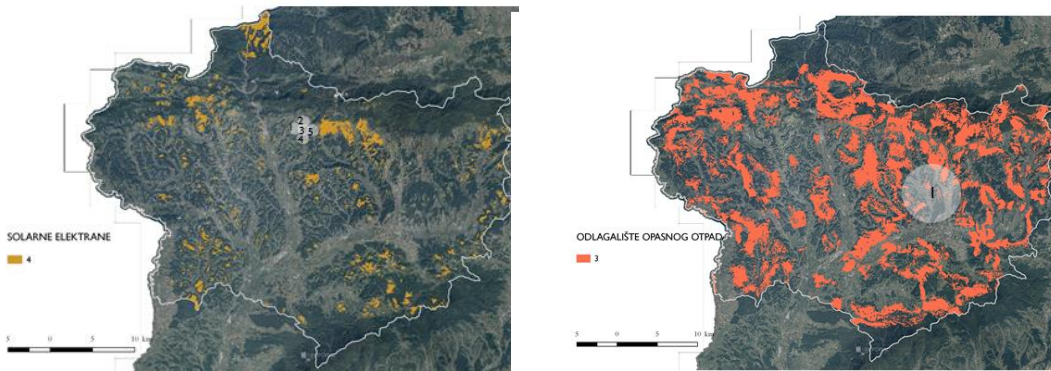 2
3 5
4
SOLARNE ELEKTRANE
4
5 0 5 10 km
1
ODLAGALIŠTE OPASNOG OTPAD
3
5 0 5 10 km